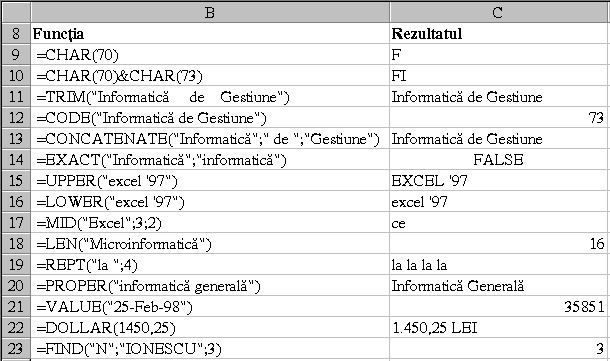 B C
8 Funcţia Rezultatul
9 =CHAR(70) F
10 =CHAR(70)&CHAR(73) FI
11 =TRIM("Informatică    de    Gestiune") Informatică de Gestiune
12 =CODE("Informatică de Gestiune") 73
13 =CONCATENATE("Informatică";" de ";"Gestiune") Informatică de Gestiune
14 =EXACT("Informatică";"informatică") FALSE
15 =UPPER("excel '97") EXCEL '97
16 =LOWER("excel '97") excel '97
17 =MID("Excel";3;2) ce
18 =LEN("Microinformatică") 16
19 =REPT("la ";4) la la la la
20 =PROPER("informatică generală") Informatică Generală
21 =VALUE("25-Feb-98") 35851
22 =DOLLAR(1450,25) 1.450,25 LEI
23 =FIND("N";"IONESCU";3) 3